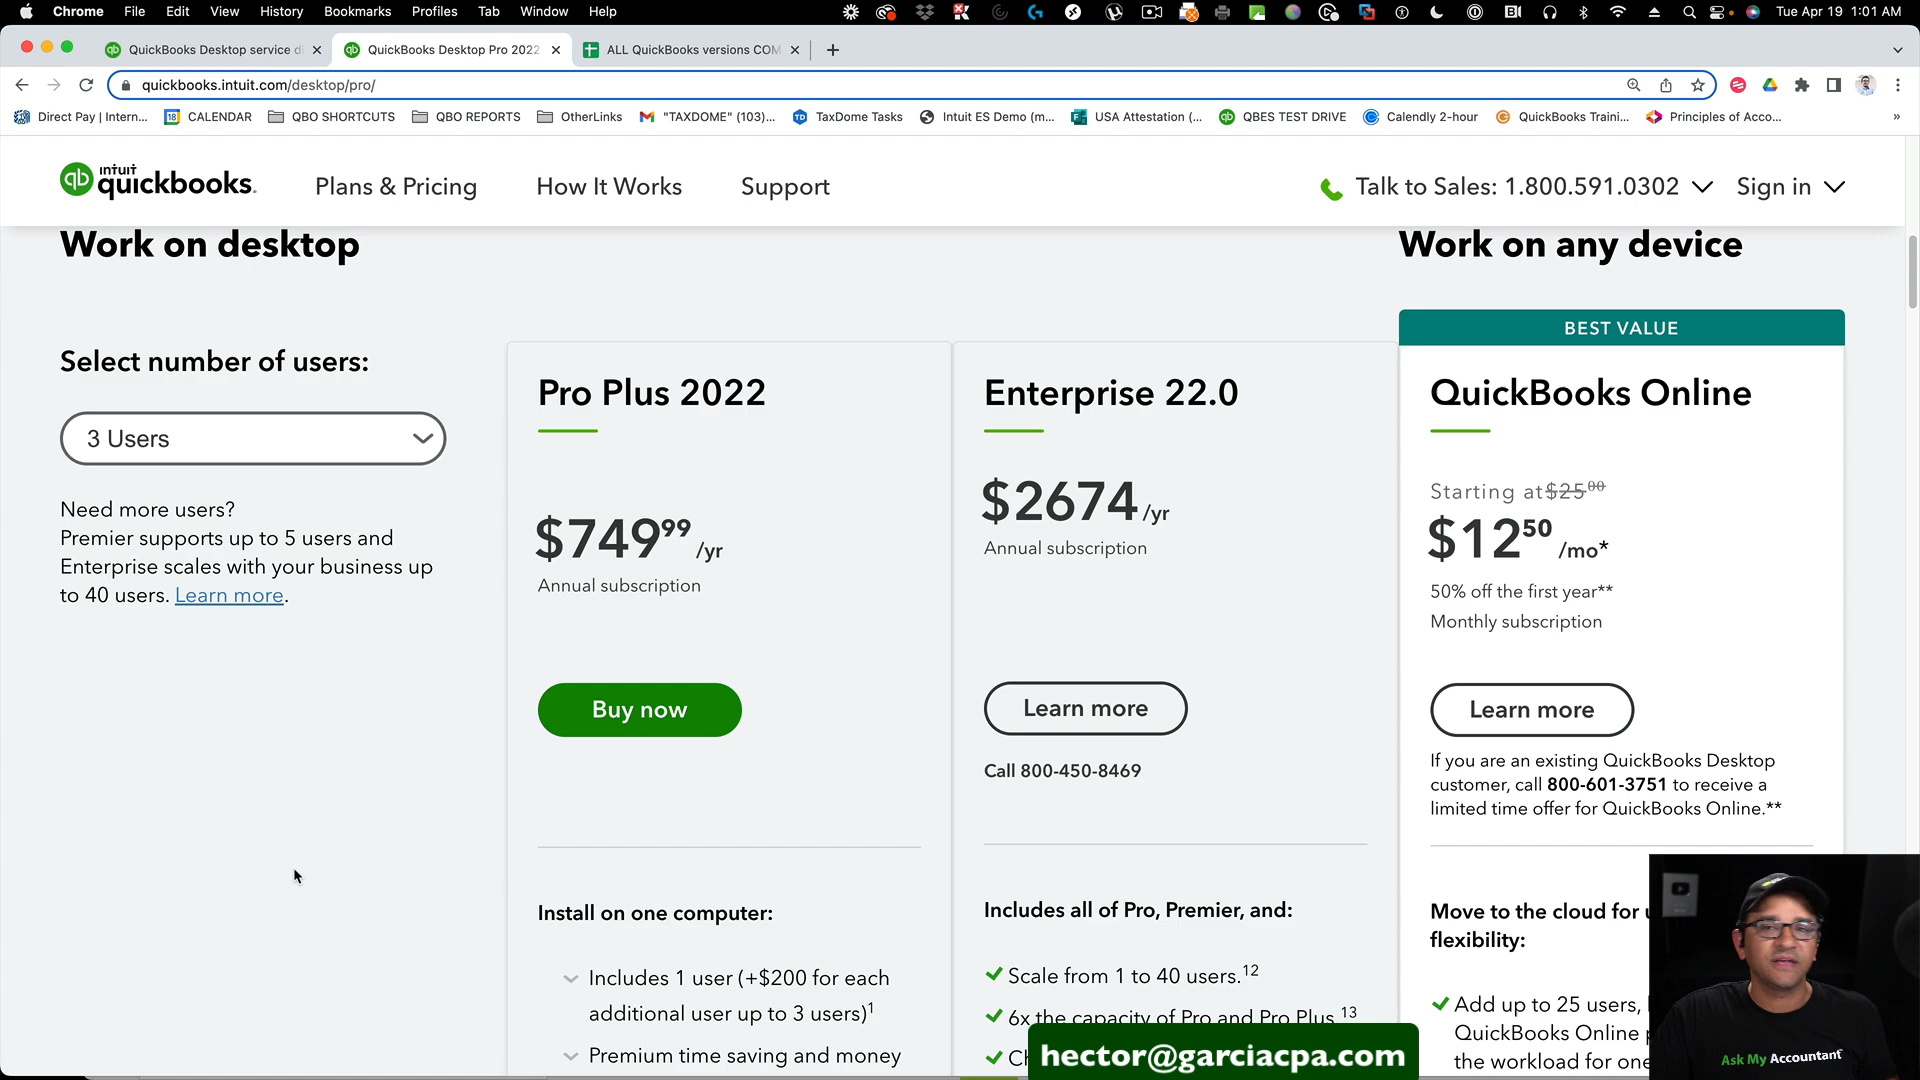 Chrome File Edit View History Bookmarks Profiles Tab Window Help Tue Apr 19 1:01 AM
QuickBooks Desktop service di
QuickBooks Desktop Pro 2022
ALL QuickBooks versions COM
quickbooks.intuit.com/desktop/pro/
Direct Pay | Intern... CALENDAR QBO SHORTCUTS QBO REPORTS OtherLinks "TAXDOME" (103)... TaxDome Tasks Intuit ES Demo (m... USA Attestation (... QBES TEST DRIVE Calendly 2-hour QuickBooks Traini... Principles of Acco... »
intuit
quickbooks. Plans & Pricing How It Works Support Talk to Sales: 1.800.591.0302 Sign in
Work on desktop
Work on any device
BEST VALUE
Select number of users:
3 Users
Need more users?
Premier supports up to 5 users and
Enterprise scales with your business up
to 40 users. Learn more.
Pro Plus 2022
$749⁹⁹ /yr
Annual subscription
Buy now
Install on one computer:
Includes 1 user (+$200 for each
additional user up to 3 users)¹
Premium time saving and money
Enterprise 22.0
$2674 /yr
Annual subscription
Learn more
Call 800-450-8469
Includes all of Pro, Premier, and:
Scale from 1 to 40 users.¹²
6x the capacity of Pro and Pro Plus.¹³
QuickBooks Online
Starting at $25⁰⁰
$12⁵⁰ /mo*
50% off the first year**
Monthly subscription
Learn more
If you are an existing QuickBooks Desktop
customer, call 800-601-3751 to receive a
limited time offer for QuickBooks Online.**
Move to the cloud for
flexibility:
Add up to 25 users,
QuickBooks Online
the workload for one
hector@garciacpa.com
Ask My Accountant